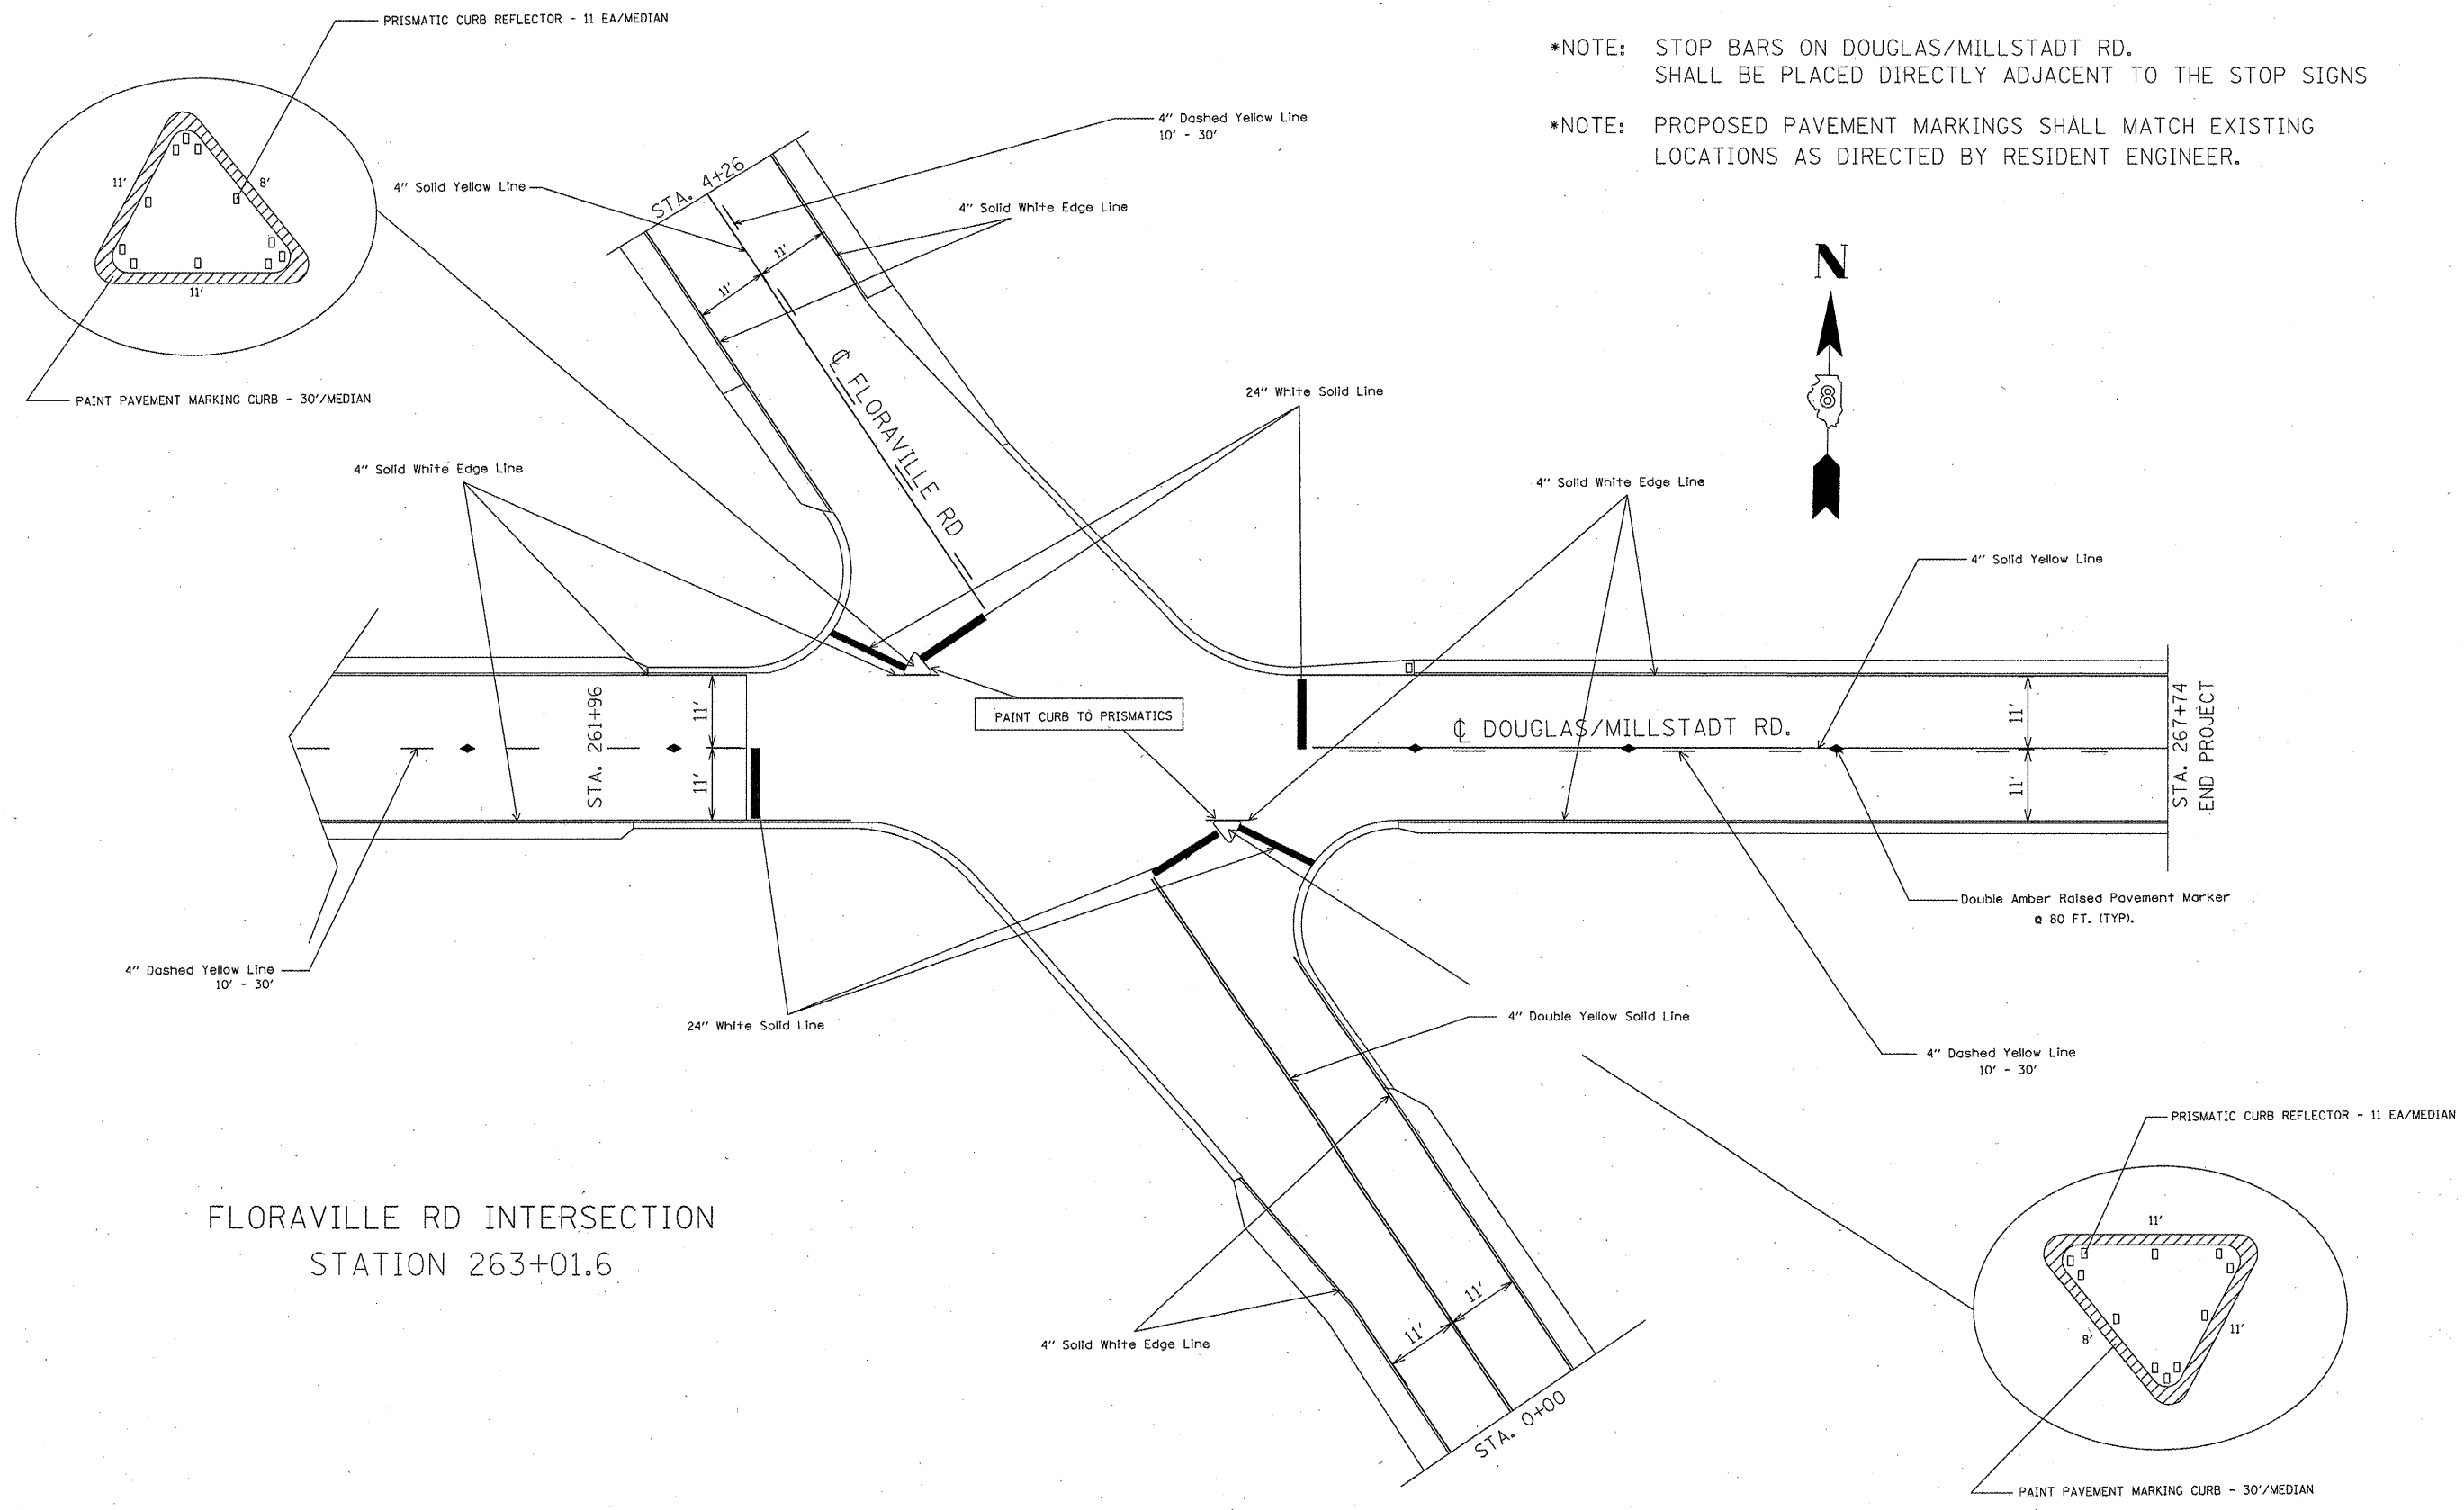 PRISMATIC CURB REFLECTOR - 11 EA/MEDIAN
*NOTE: STOP BARS ON DOUGLAS/MILLSTADT RD.
SHALL BE PLACED DIRECTLY ADJACENT TO THE STOP SIGNS
*NOTE: PROPOSED PAVEMENT MARKINGS SHALL MATCH EXISTING
LOCATIONS AS DIRECTED BY RESIDENT ENGINEER.
11'
8'
11'
PAINT PAVEMENT MARKING CURB - 30'/MEDIAN
4" Dashed Yellow Line
10' - 30'
4" Solid Yellow Line
STA. 4+26
4" Solid White Edge Line
11'
11'
N
8
℄ FLORAVILLE RD
24" White Solid Line
4" Solid White Edge Line
4" Solid White Edge Line
4" Solid Yellow Line
STA. 261+96
11'
11'
PAINT CURB TO PRISMATICS
℄ DOUGLAS/MILLSTADT RD.
11'
11'
STA. 267+74
END PROJECT
Double Amber Raised Pavement Marker
@ 80 FT. (TYP).
4" Dashed Yellow Line
10' - 30'
24" White Solid Line
4" Double Yellow Solid Line
4" Dashed Yellow Line
10' - 30'
PRISMATIC CURB REFLECTOR - 11 EA/MEDIAN
FLORAVILLE RD INTERSECTION
STATION 263+01.6
11'
8'
11'
11'
11'
4" Solid White Edge Line
STA. 0+00
PAINT PAVEMENT MARKING CURB - 30'/MEDIAN